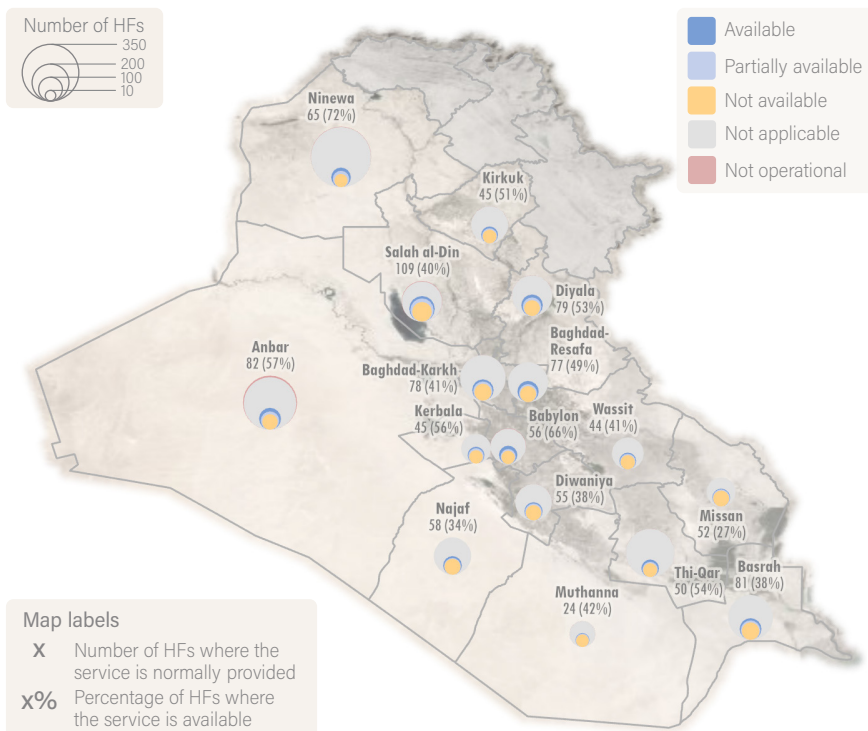 Number of HFs
350
200
100
10
Available
Partially available
Not available
Not applicable
Not operational
Ninewa
65 (72%)
Kirkuk
45 (51%)
Salah al-Din
109 (40%)
Diyala
79 (53%)
Baghdad-
Resafa
77 (49%)
Anbar
82 (57%)
Baghdad-Karkh
78 (41%)
Kerbala
45 (56%)
Babylon
56 (66%)
Wassit
44 (41%)
Diwaniya
55 (38%)
Najaf
58 (34%)
Missan
52 (27%)
Thi-Qar
50 (54%)
Basrah
81 (38%)
Muthanna
24 (42%)
Map labels
x Number of HFs where the
service is normally provided
x% Percentage of HFs where
the service is available